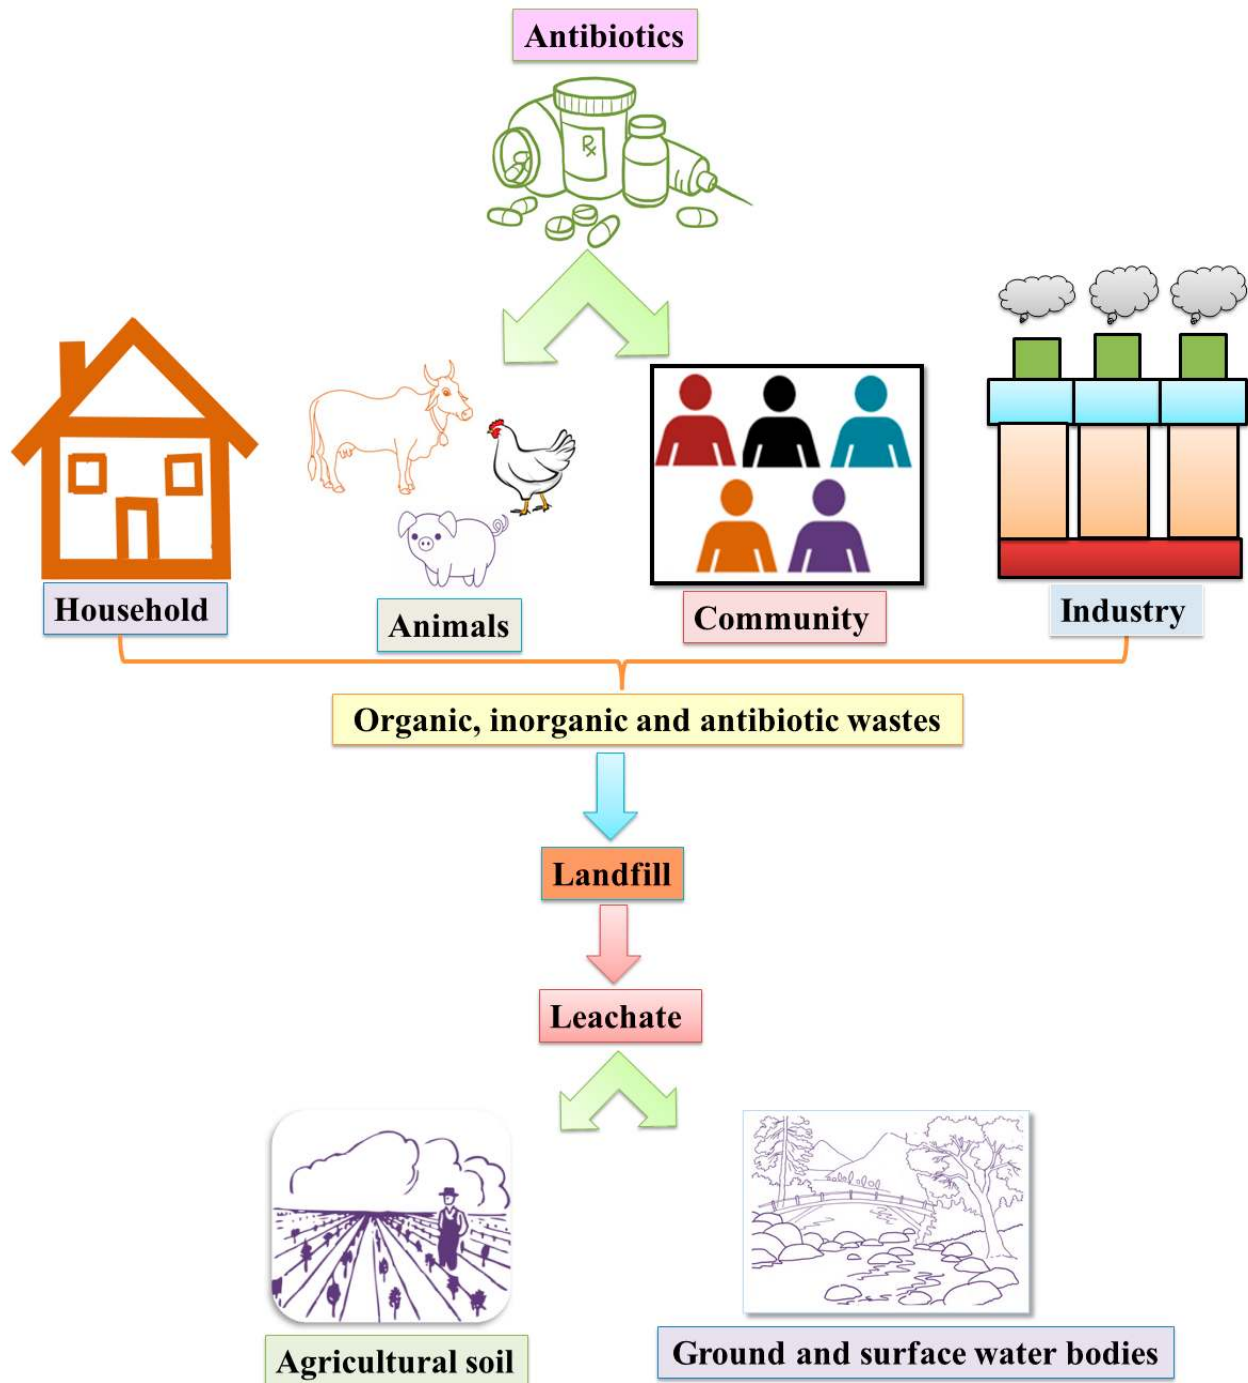 Antibiotics
Rx
Household
Animals
Community
Industry
Organic, inorganic and antibiotic wastes
Landfill
Leachate
Agricultural soil
Ground and surface water bodies